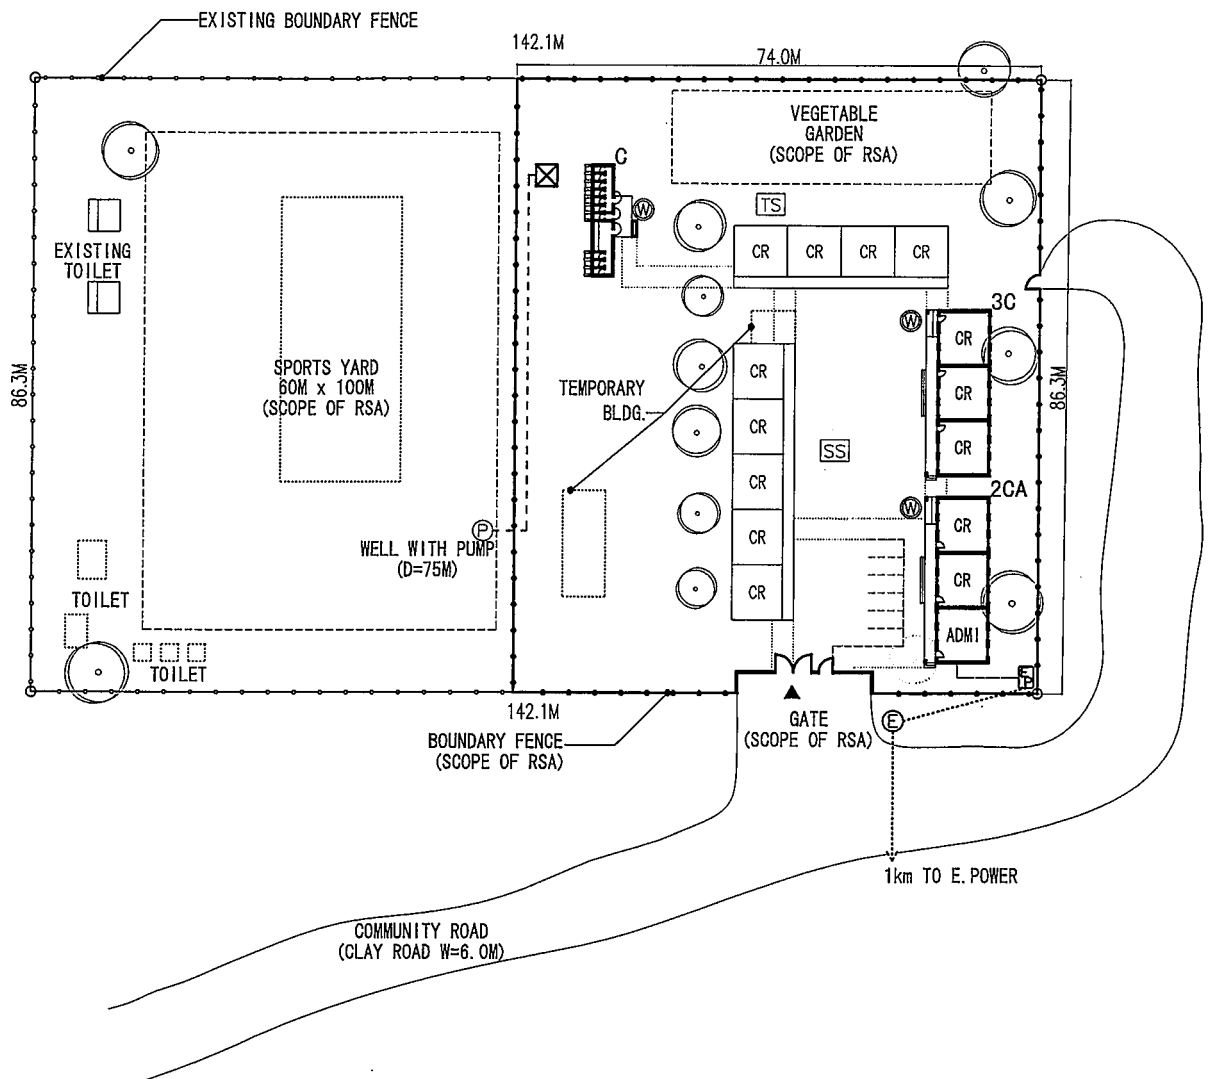 EXISTING BOUNDARY FENCE
142.1M
74.0M
VEGETABLE
GARDEN
(SCOPE OF RSA)
C
W
TS
CR CR CR CR
EXISTING
TOILET
3C
W
CR
CR
CR
86.3M
SPORTS YARD
60M x 100M
(SCOPE OF RSA)
TEMPORARY
BLDG.
CR
CR
CR
CR
CR
SS
86.3M
2CA
W
CR
CR
ADMI
P
WELL WITH PUMP
(D=75M)
TOILET
TOILET
E
P
142.1M
BOUNDARY FENCE
(SCOPE OF RSA)
GATE
(SCOPE OF RSA)
E
1km TO E.POWER
COMMUNITY ROAD
(CLAY ROAD W=6.0M)